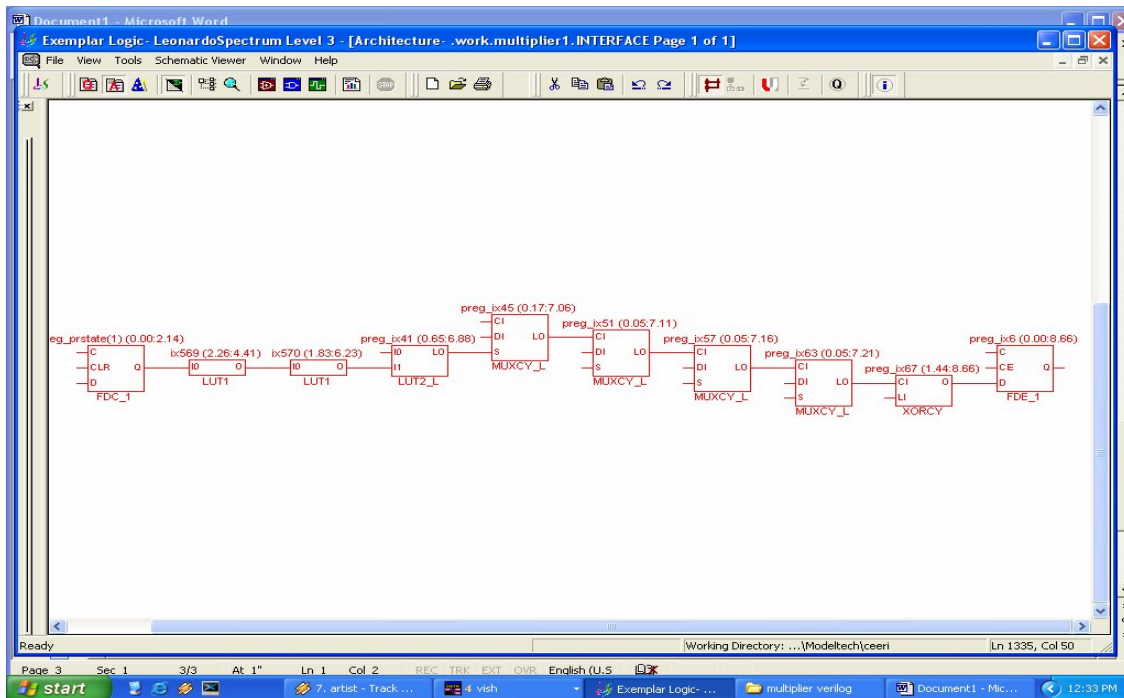 Document1 - Microsoft Word
Exemplar Logic- LeonardoSpectrum Level 3 - [Architecture- .work.multiplier1.INTERFACE Page 1 of 1]
File View Tools Schematic Viewer Window Help
preg_ix45 (0.17:7.06)
CI
DI LO
S
MUXCY_L
preg_ix51 (0.05:7.11)
CI
DI LO
S
MUXCY_L
eg_prstate(1) (0.00:2.14)
C
CLR Q
D
FDC_1
ix569 (2.26:4.41)
I0 O
LUT1
ix570 (1.83:6.23)
I0 O
LUT1
preg_ix41 (0.65:6.88)
I0 LO
I1
LUT2_L
preg_ix57 (0.05:7.16)
CI
DI LO
S
MUXCY_L
preg_ix63 (0.05:7.21)
CI
DI LO
S
MUXCY_L
preg_ix67 (1.44:8.66)
CI O
LI
XORCY
preg_ix6 (0.00:8.66)
C
CE Q
D
FDE_1
Ready Working Directory: ...\Modeltech\ceeri Ln 1335, Col 50
Page 3 Sec 1 3/3 At 1" Ln 1 Col 2 REC TRK EXT OVR English (U.S
start 7. artist - Track ... 4 vish Exemplar Logic- ... multiplier verilog Document1 - Mic... 12:33 PM